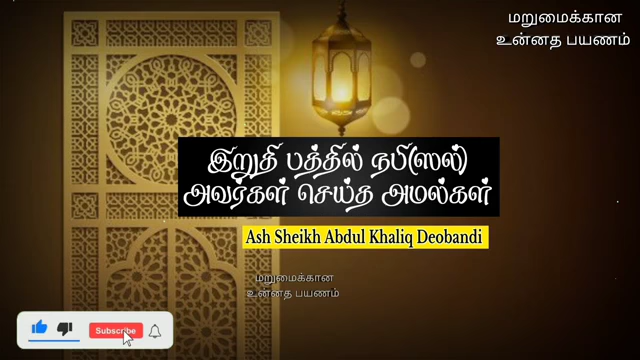 மறுமைக்கான
உன்னத பயணம்
இறுதி பத்தில் நபி(ஸல்)
அவர்கள் செய்த அமல்கள்
Ash Sheikh Abdul Khaliq Deobandi
மறுமைக்கான
உன்னத பயணம்
Subscribe